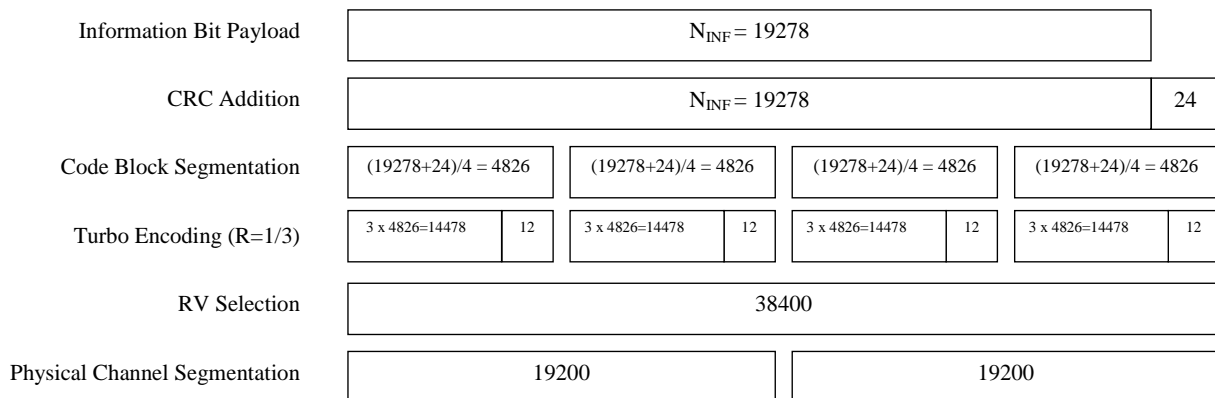 Information Bit Payload N_INF = 19278
CRC Addition N_INF = 19278 24
Code Block Segmentation (19278+24)/4 = 4826 (19278+24)/4 = 4826 (19278+24)/4 = 4826 (19278+24)/4 = 4826
Turbo Encoding (R=1/3) 3 x 4826=14478 12 3 x 4826=14478 12 3 x 4826=14478 12 3 x 4826=14478 12
RV Selection 38400
Physical Channel Segmentation 19200 19200